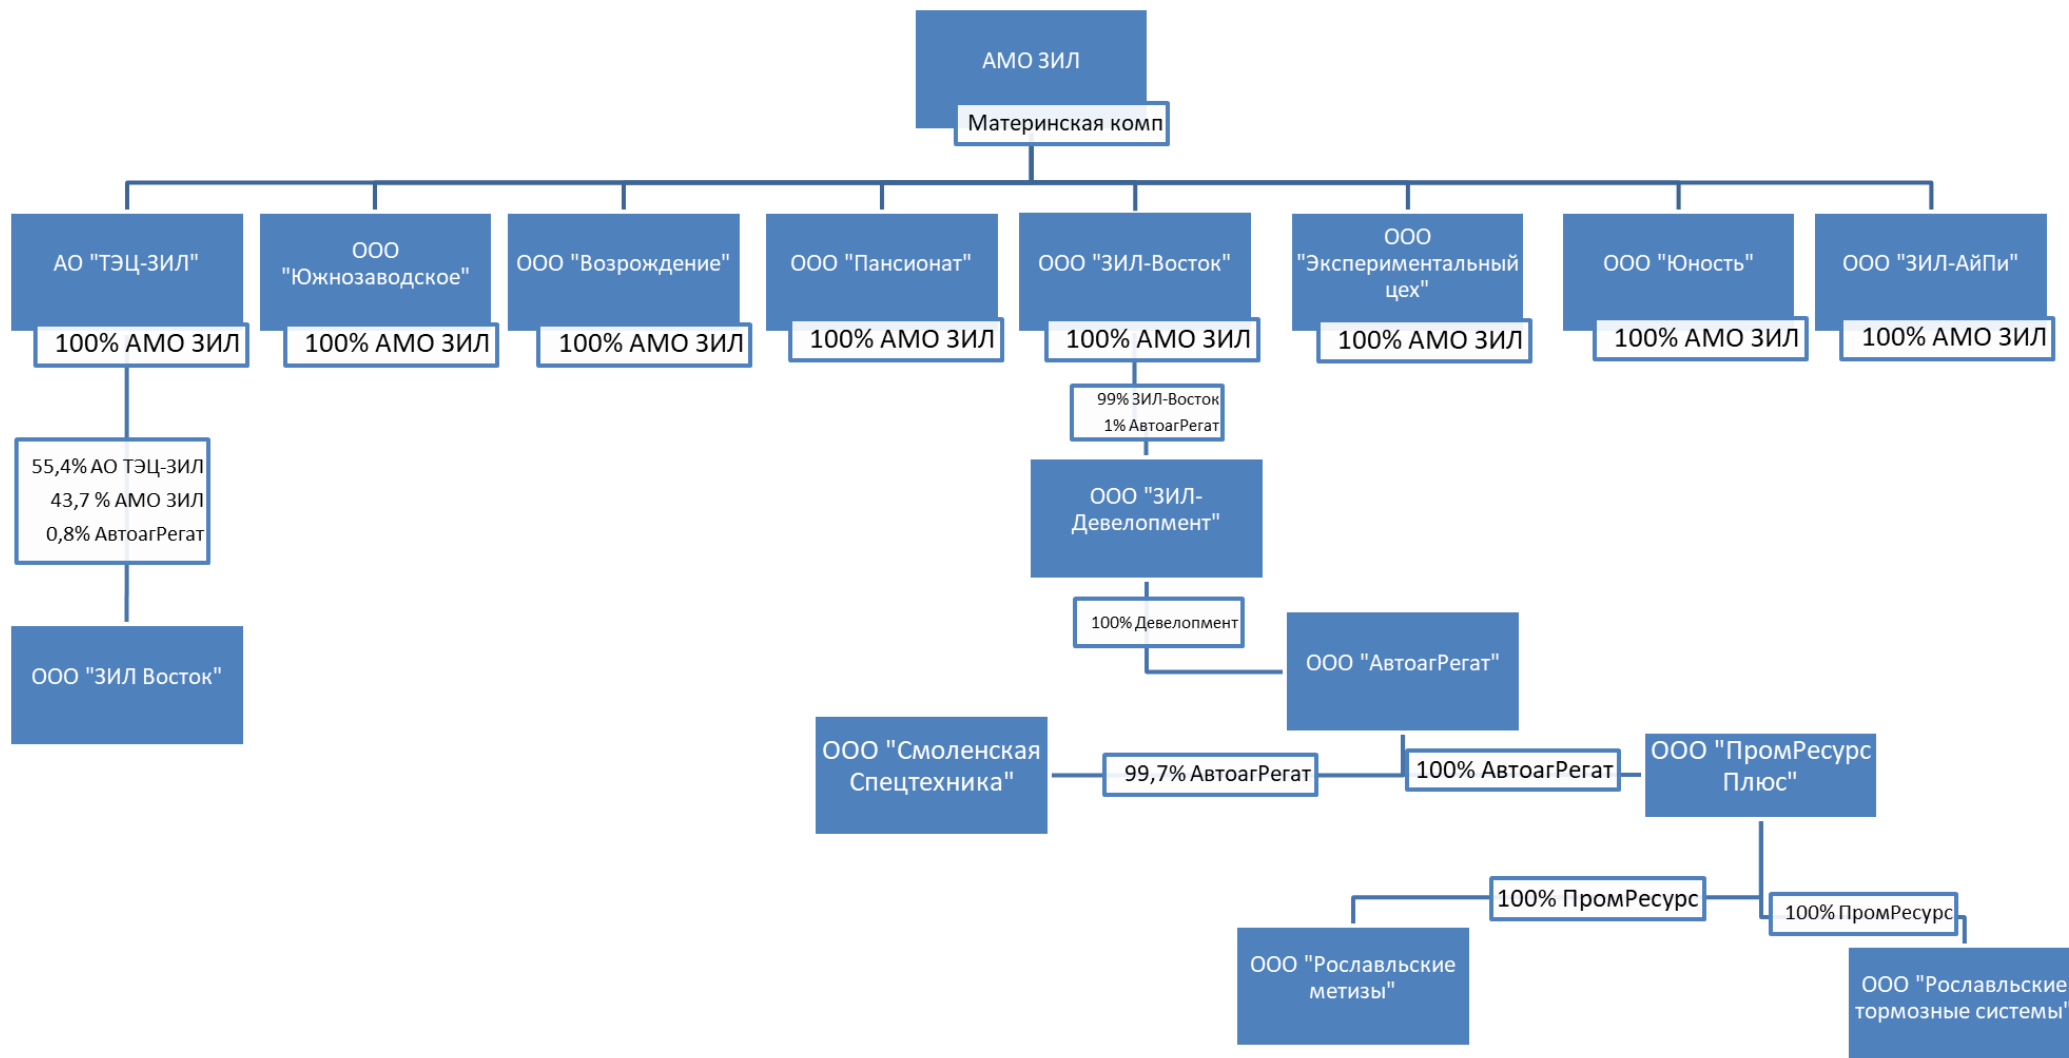 АМО ЗИЛ
Материнская комп
АО "ТЭЦ-ЗИЛ"
100% АМО ЗИЛ
ООО
"Южнозаводское"
100% АМО ЗИЛ
ООО "Возрождение"
100% АМО ЗИЛ
ООО "Пансионат"
100% АМО ЗИЛ
ООО "ЗИЛ-Восток"
100% АМО ЗИЛ
ООО
"Экспериментальный
цех"
100% АМО ЗИЛ
ООО "Юность"
100% АМО ЗИЛ
ООО "ЗИЛ-АйПи"
100% АМО ЗИЛ
55,4% АО ТЭЦ-ЗИЛ
43,7 % АМО ЗИЛ
0,8% АвтоагРегат
ООО "ЗИЛ Восток"
99% ЗИЛ-Восток
1% АвтоагРегат
ООО "ЗИЛ-
Девелопмент"
100% Девелопмент
ООО "АвтоагРегат"
ООО "Смоленская
Спецтехника"
99,7% АвтоагРегат
100% АвтоагРегат
ООО "ПромРесурс
Плюс"
100% ПромРесурс
100% ПромРесурс
ООО "Рославльские
метизы"
ООО "Рославльские
тормозные системы"